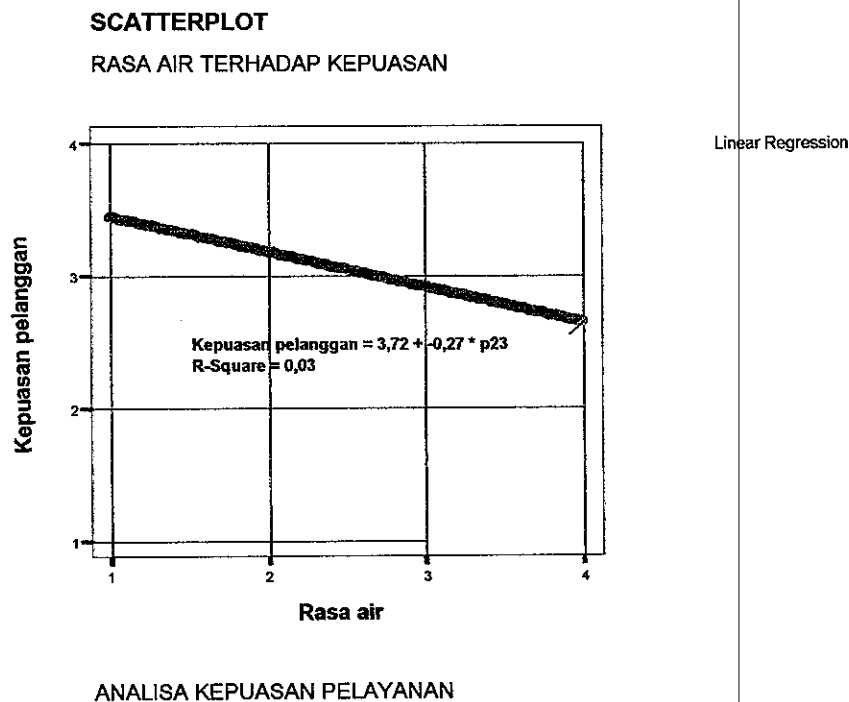 SCATTERPLOT
RASA AIR TERHADAP KEPUASAN
Linear Regression
4
3
2
1
Kepuasan pelanggan
Kepuasan pelanggan = 3,72 + -0,27 * p23
R-Square = 0,03
1 2 3 4
Rasa air
ANALISA KEPUASAN PELAYANAN